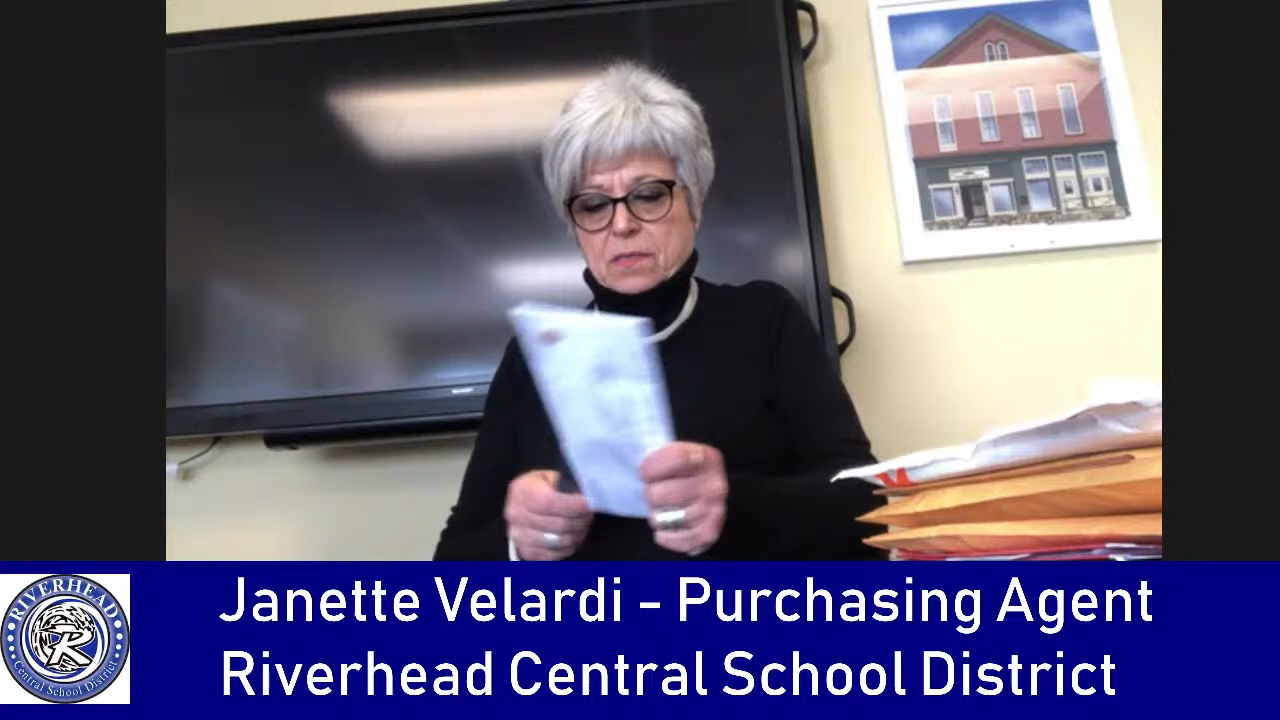 Janette Velardi - Purchasing Agent
Riverhead Central School District
RIVERHEAD
R
Central School District